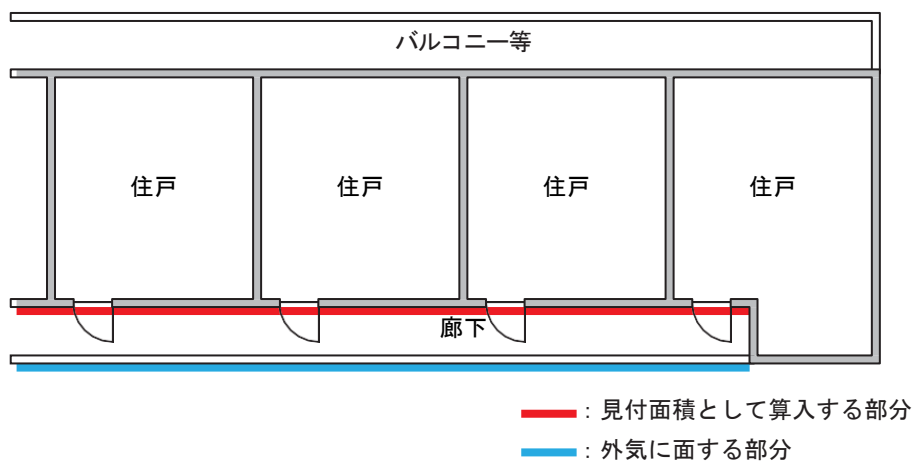 バルコニー等
住戸
住戸
住戸
住戸
廊下
：見付面積として算入する部分
：外気に面する部分